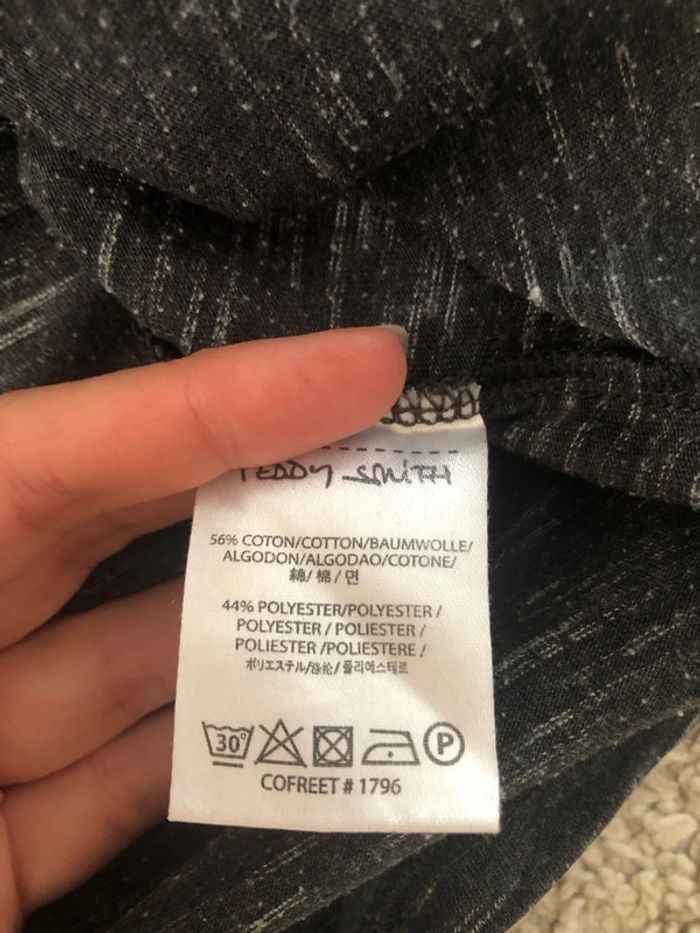 TEDDY SMITH
56% COTON/COTTON/BAUMWOLLE/
ALGODON/ALGODAO/COTONE/
綿/ 棉 / 면
44% POLYESTER/POLYESTER /
POLYESTER / POLIESTER /
POLIESTER /POLIESTERE /
ポリエステル/涤纶/ 폴리에스테르
30° P
COFREET # 1796